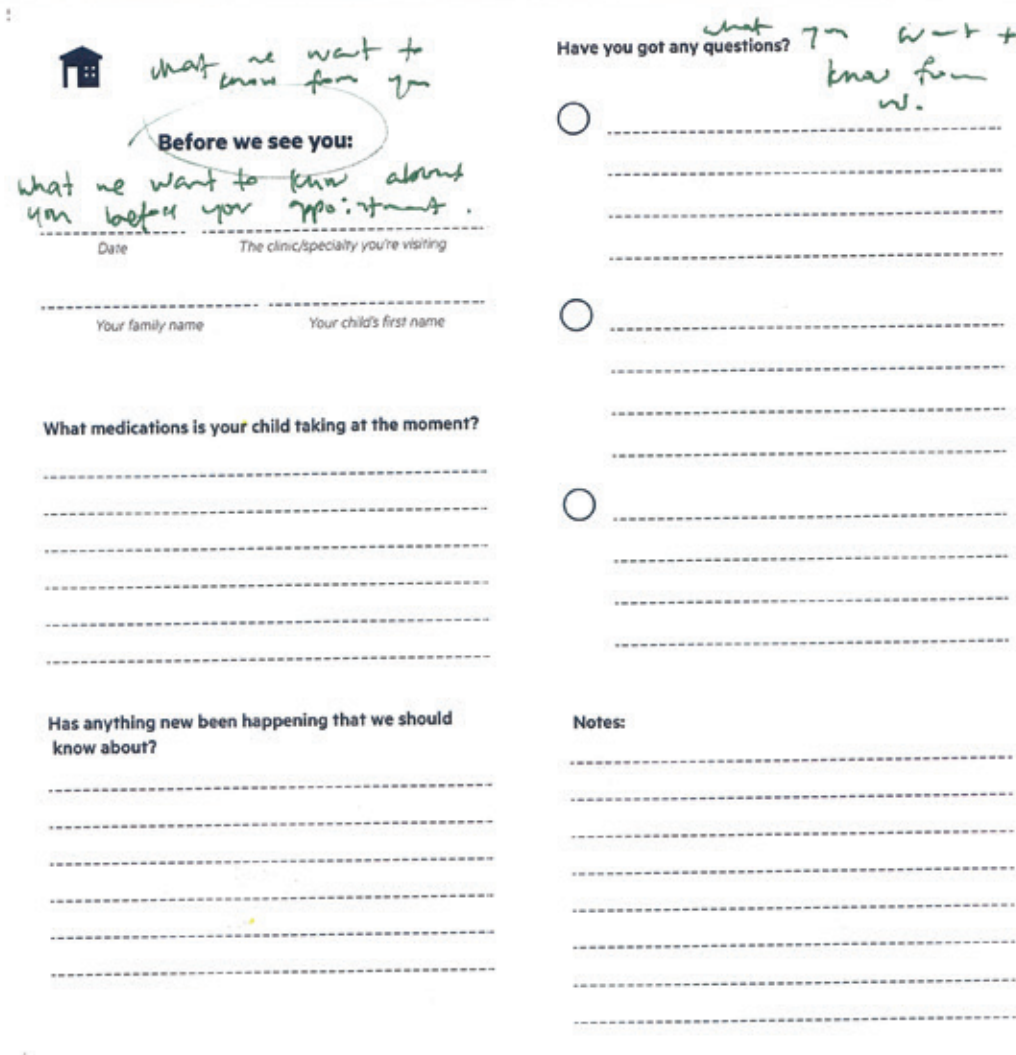 what we want to
know from you
Before we see you:
what we want to know about
you before your appointment.
Date The clinic/specialty you're visiting
Your family name Your child's first name
What medications is your child taking at the moment?
Has anything new been happening that we should
know about?
what you want to
Have you got any questions?
know from
us.
Notes: